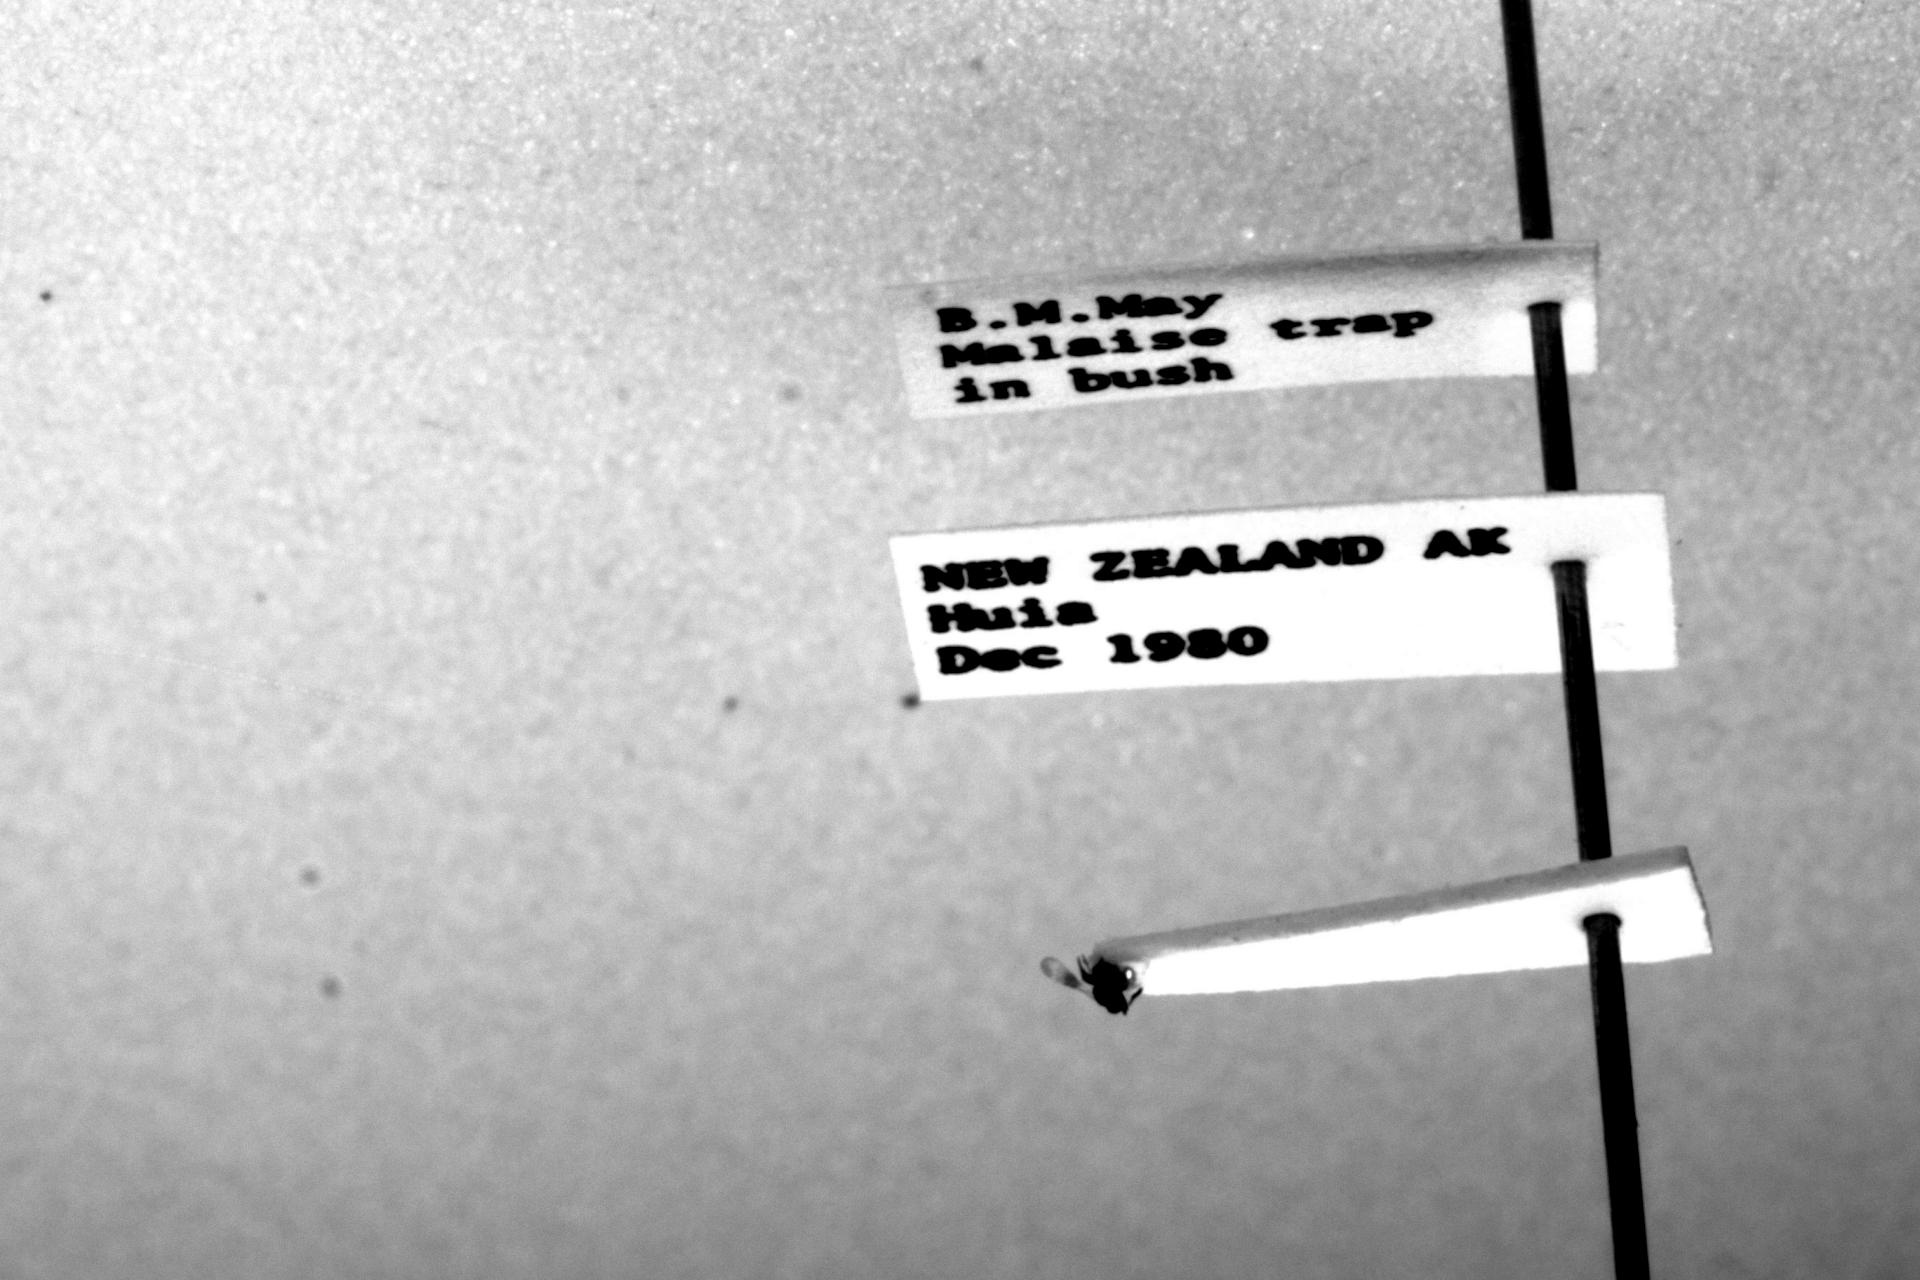 B.M.May
Malaise trap
in bush
NEW ZEALAND AK
Huia
Dec 1980